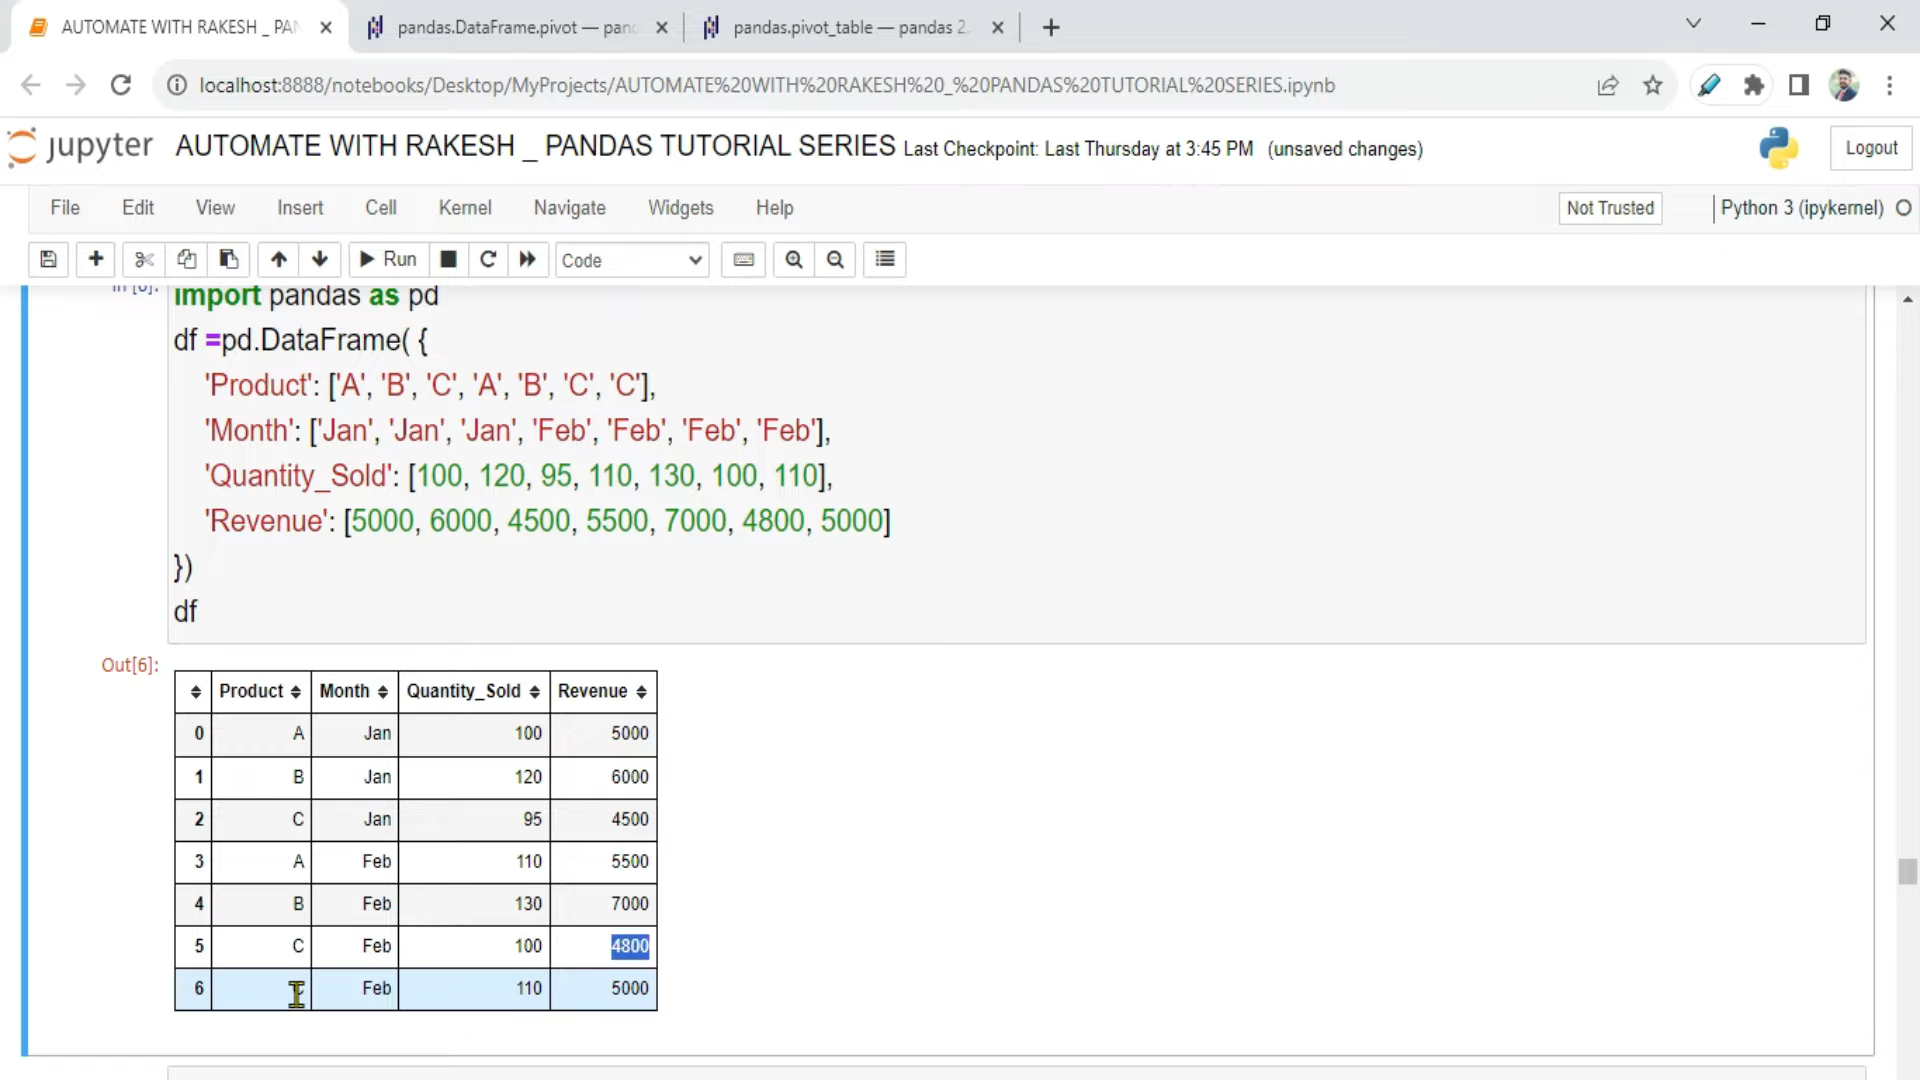 AUTOMATE WITH RAKESH _ PAN
pandas.DataFrame.pivot — pand
pandas.pivot_table — pandas 2.
localhost:8888/notebooks/Desktop/MyProjects/AUTOMATE%20WITH%20RAKESH%20_%20PANDAS%20TUTORIAL%20SERIES.ipynb
jupyter AUTOMATE WITH RAKESH _ PANDAS TUTORIAL SERIES Last Checkpoint: Last Thursday at 3:45 PM (unsaved changes) Logout
File Edit View Insert Cell Kernel Navigate Widgets Help Not Trusted Python 3 (ipykernel)
Run Code
In [6]: import pandas as pd
df =pd.DataFrame( {
'Product': ['A', 'B', 'C', 'A', 'B', 'C', 'C'],
'Month': ['Jan', 'Jan', 'Jan', 'Feb', 'Feb', 'Feb', 'Feb'],
'Quantity_Sold': [100, 120, 95, 110, 130, 100, 110],
'Revenue': [5000, 6000, 4500, 5500, 7000, 4800, 5000]
})
df
Out[6]:
Product Month Quantity_Sold Revenue
0 A Jan 100 5000
1 B Jan 120 6000
2 C Jan 95 4500
3 A Feb 110 5500
4 B Feb 130 7000
5 C Feb 100 4800
6 Feb 110 5000